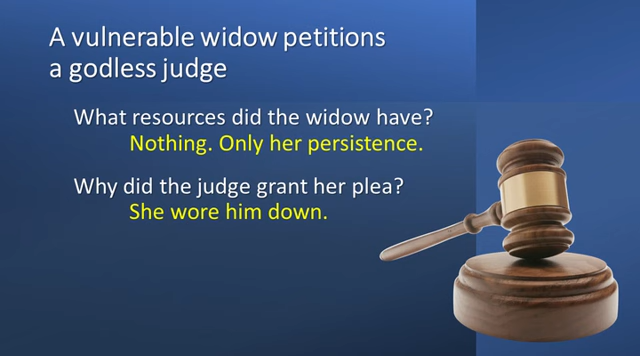 A vulnerable widow petitions
a godless judge
What resources did the widow have?
Nothing. Only her persistence.
Why did the judge grant her plea?
She wore him down.